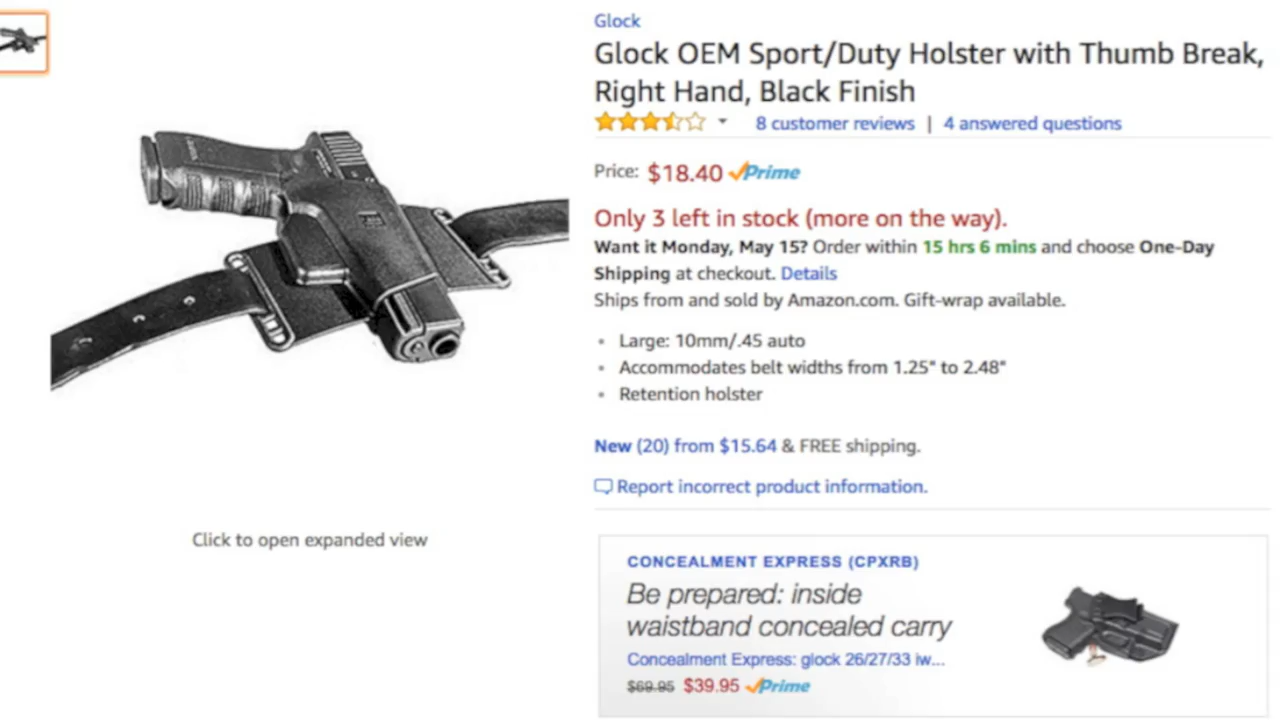 Glock
Glock OEM Sport/Duty Holster with Thumb Break,
Right Hand, Black Finish
8 customer reviews | 4 answered questions
Price: $18.40 Prime
Only 3 left in stock (more on the way).
Want it Monday, May 15? Order within 15 hrs 6 mins and choose One-Day
Shipping at checkout. Details
Ships from and sold by Amazon.com. Gift-wrap available.
Large: 10mm/.45 auto
Accommodates belt widths from 1.25" to 2.48"
Retention holster
New (20) from $15.64 & FREE shipping.
Report incorrect product information.
Click to open expanded view
CONCEALMENT EXPRESS (CPXRB)
Be prepared: inside
waistband concealed carry
Concealment Express: glock 26/27/33 iw...
$69.95 $39.95 Prime